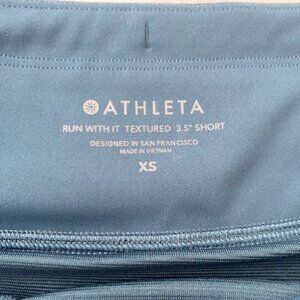 ATHLETA
RUN WITH IT TEXTURED 3.5" SHORT
DESIGNED IN SAN FRANCISCO
MADE IN VIETNAM
XS